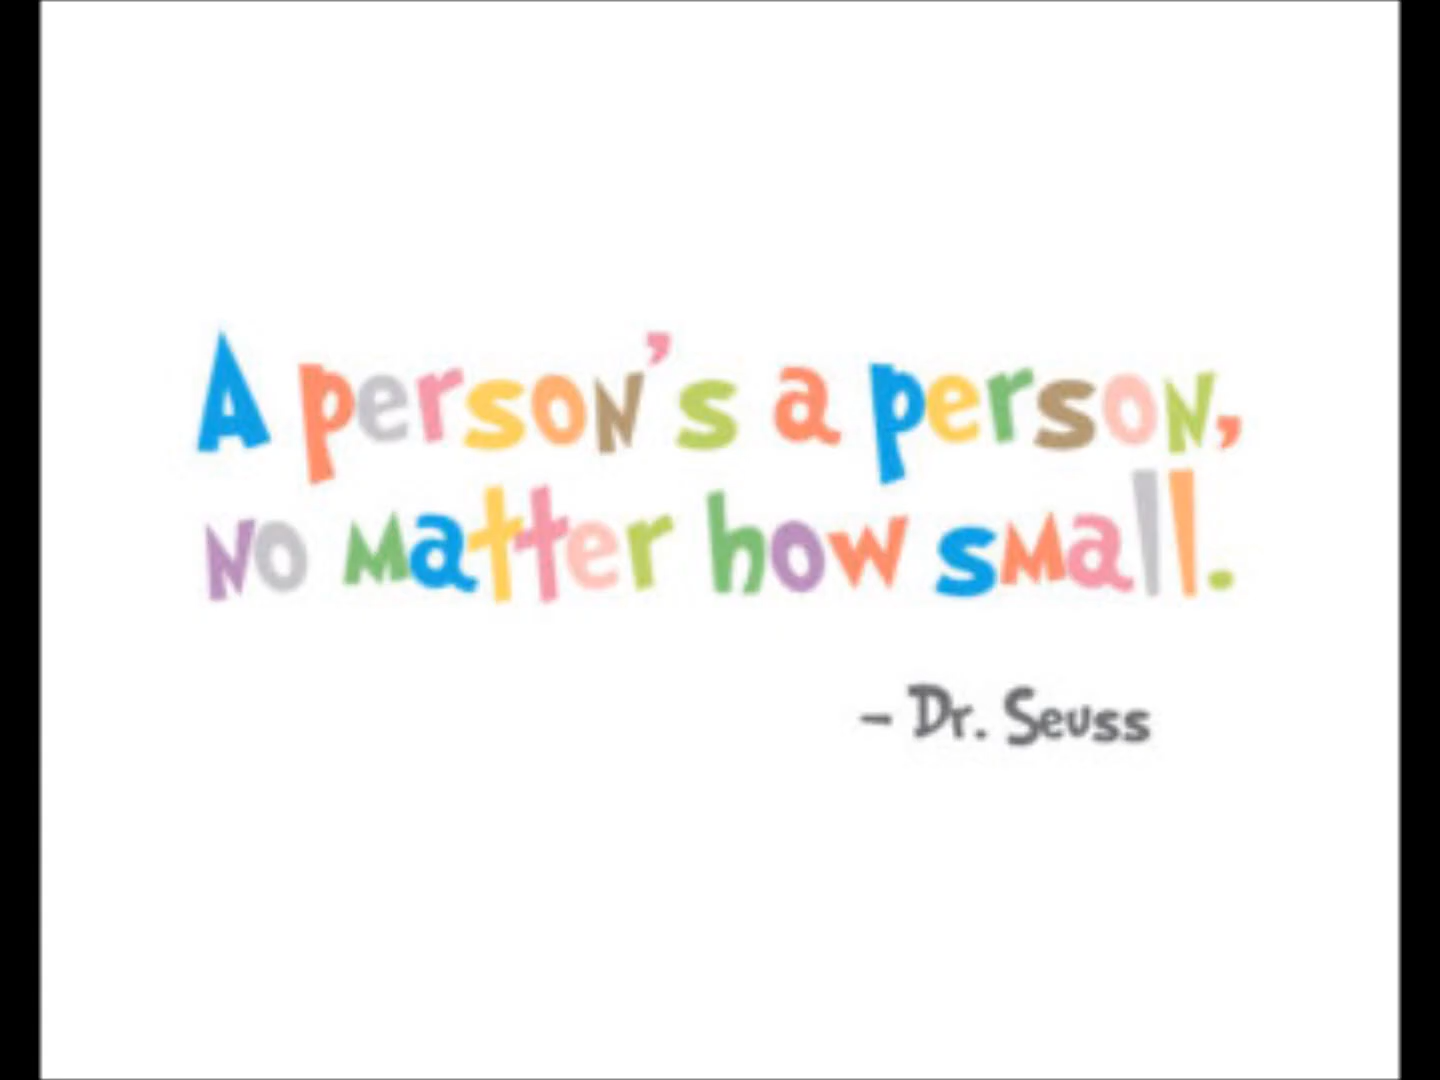 A person's a person,
no matter how small.
– Dr. Seuss